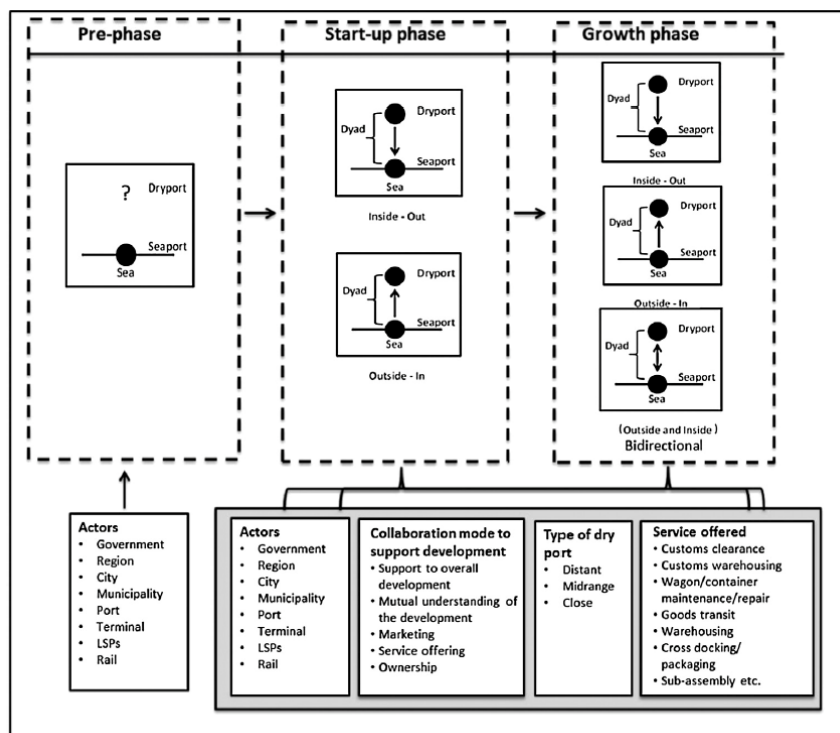 Pre-phase
Start-up phase
Growth phase
?
Dryport
Seaport
Sea
Dryport
Dyad
Seaport
Sea
Inside - Out
Dryport
Dyad
Seaport
Sea
Outside - In
Dryport
Dyad
Seaport
Sea
Inside - Out
Dryport
Dyad
Seaport
Sea
Outside - In
Dryport
Dyad
Seaport
Sea
(Outside and Inside)
Bidirectional
Actors
• Government
• Region
• City
• Municipality
• Port
• Terminal
• LSPs
• Rail
Actors
• Government
• Region
• City
• Municipality
• Port
• Terminal
• LSPs
• Rail
Collaboration mode to
support development
• Support to overall
development
• Mutual understanding of
the development
• Marketing
• Service offering
• Ownership
Type of dry
port
• Distant
• Midrange
• Close
Service offered
• Customs clearance
• Customs warehousing
• Wagon/container
maintenance/repair
• Goods transit
• Warehousing
• Cross docking/
packaging
• Sub-assembly etc.